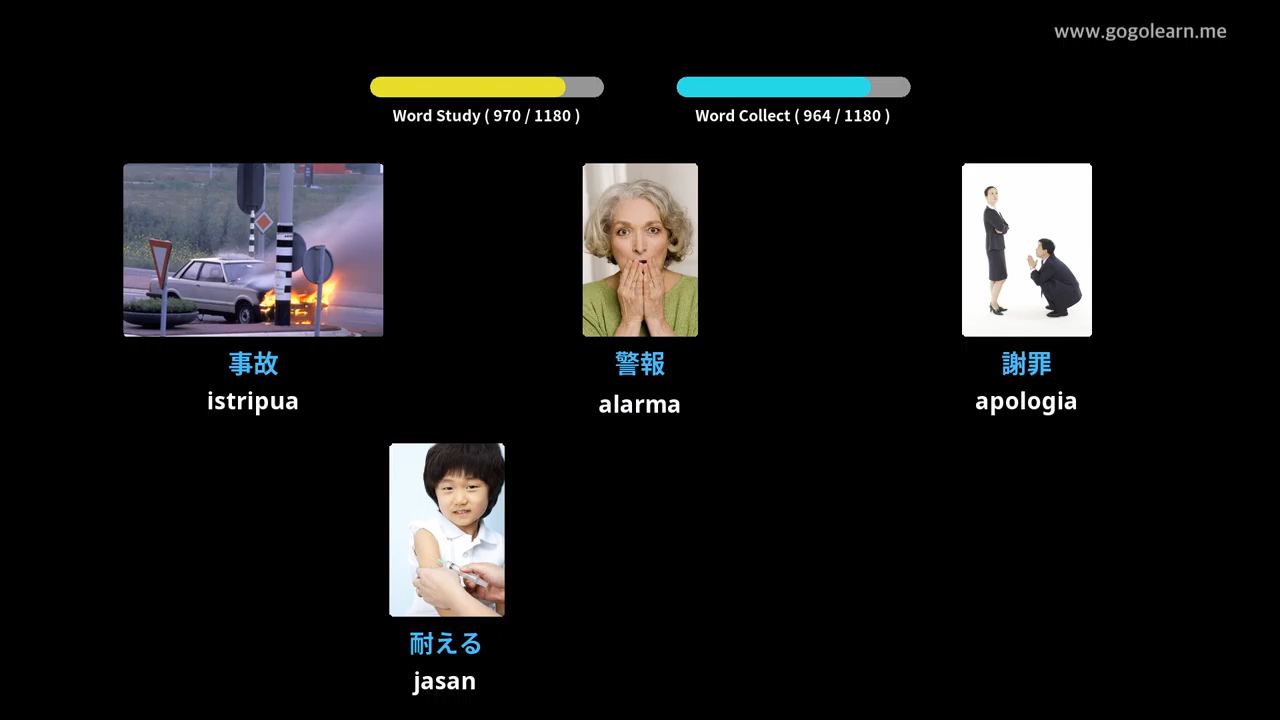 www.gogolearn.me
Word Study ( 970 / 1180 )
Word Collect ( 964 / 1180 )
事故
istripua
警報
alarma
謝罪
apologia
耐える
jasan